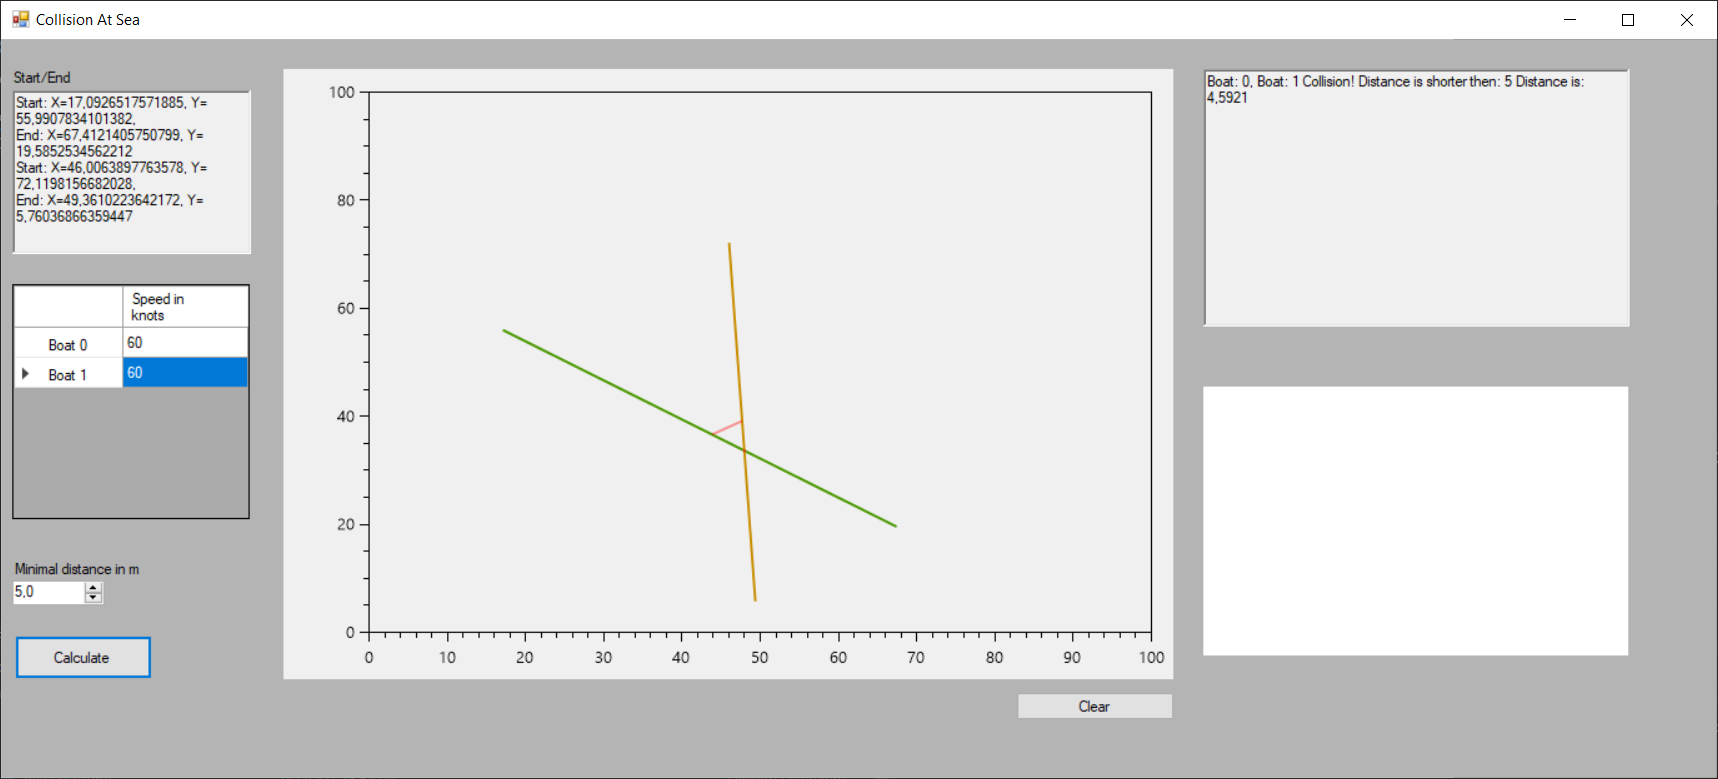 Collision At Sea
Start/End
Start: X=17,0926517571885, Y=
55,9907834101382,
End: X=67,4121405750799, Y=
19,5852534562212
Start: X=46,0063897763578, Y=
72,1198156682028,
End: X=49,3610223642172, Y=
5,76036866359447
Speed in
knots
Boat 0 60
Boat 1 60
Minimal distance in m
5,0
Calculate
100
80
60
40
20
0
0 10 20 30 40 50 60 70 80 90 100
Clear
Boat: 0, Boat: 1 Collision! Distance is shorter then: 5 Distance is:
4,5921